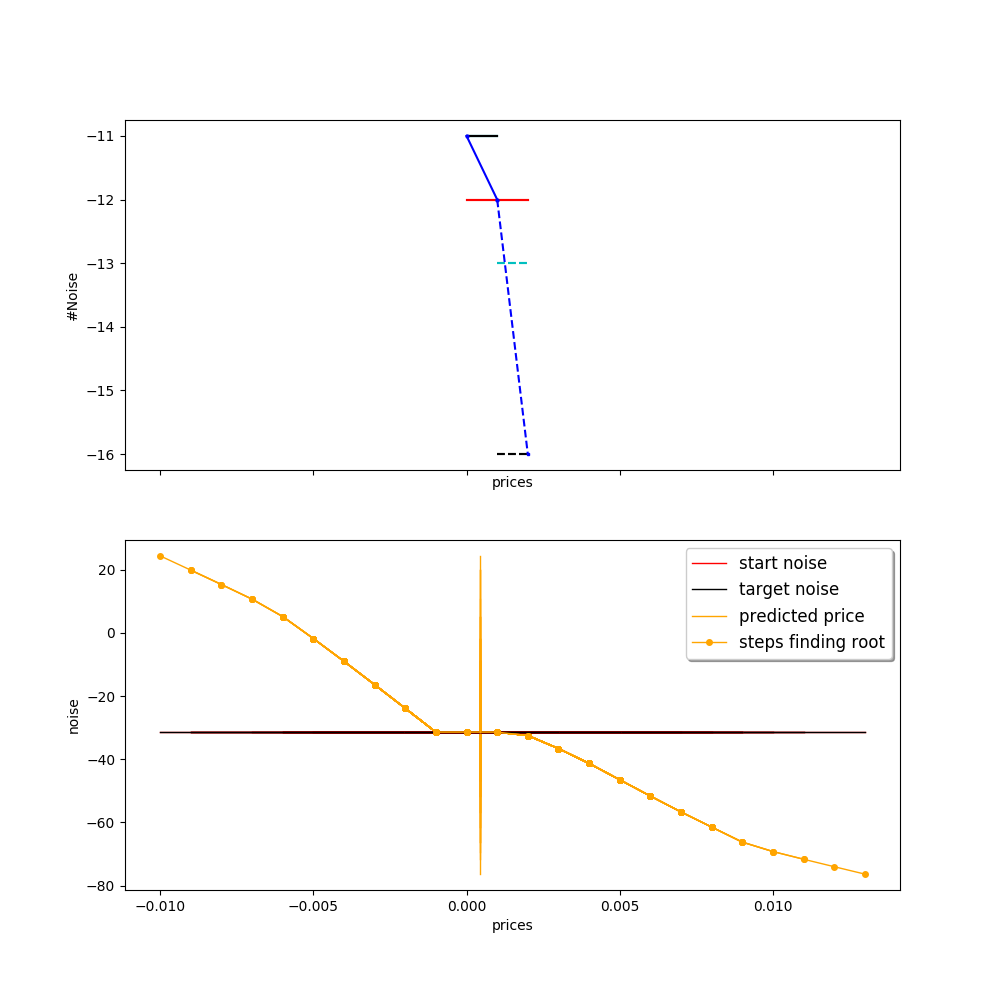 −11
−12
−13
−14
−15
−16
#Noise
prices
20
0
−20
−40
−60
−80
noise
start noise
target noise
predicted price
steps finding root
−0.010
−0.005
0.000
0.005
0.010
prices